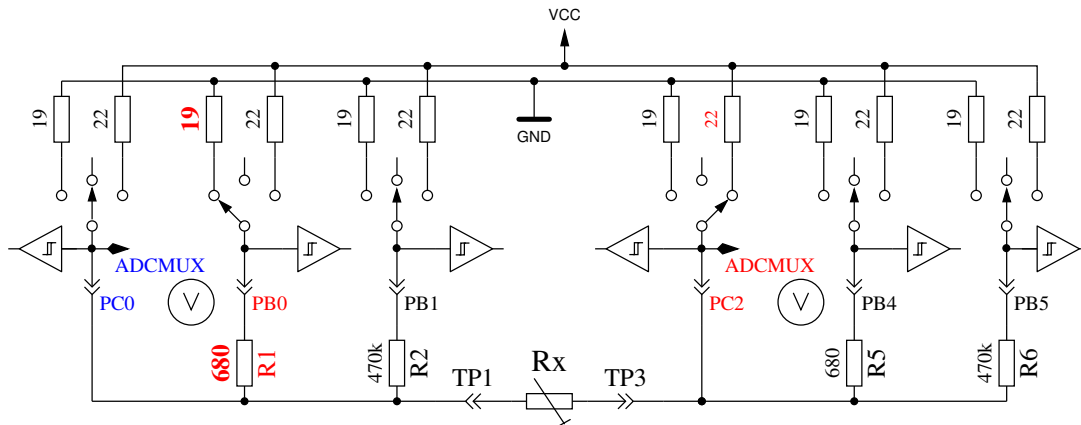 VCC
19
22
19
22
19
22
GND
19
22
19
22
19
22
ADCMUX
ADCMUX
PC0
V
PB0
PB1
PC2
V
PB4
PB5
680
R1
470k
R2
680
R5
470k
R6
TP1
Rx
TP3